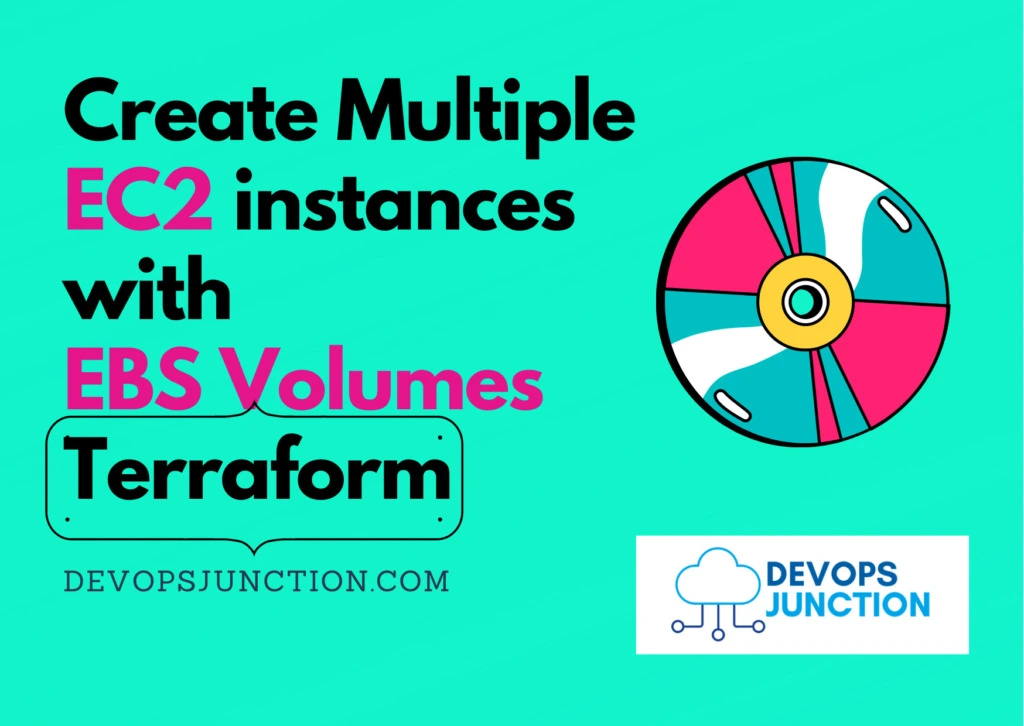 Create Multiple
EC2 instances
with
EBS Volumes
Terraform
DEVOPSJUNCTION.COM
DEVOPS
JUNCTION